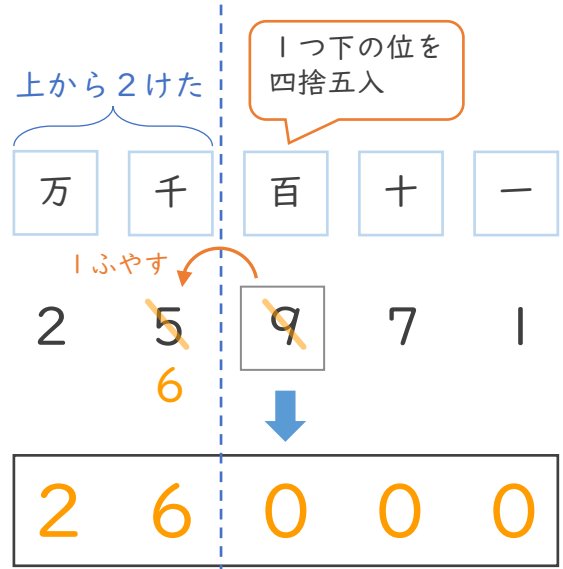 1つ下の位を
四捨五入
上から2けた
万 千 百 十 一
1ふやす
2 5 9 7 1
6
2 6 0 0 0